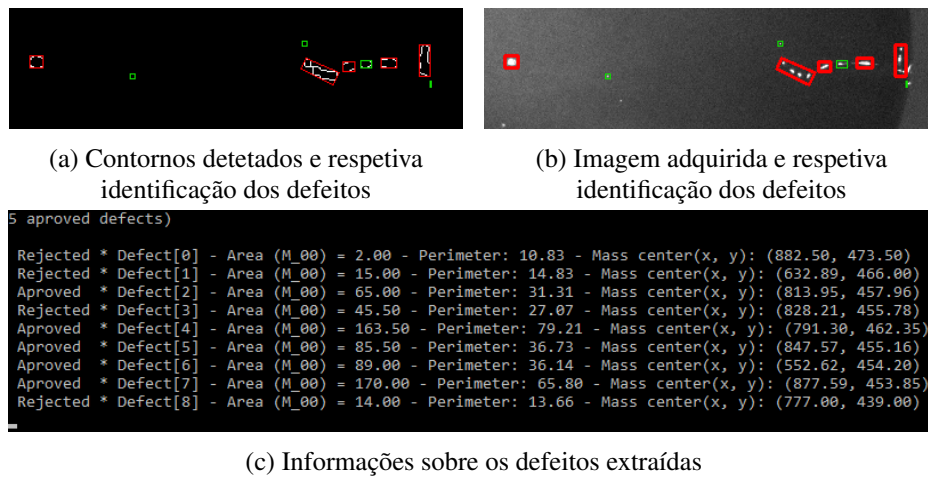 (a) Contornos detetados e respetiva
identificação dos defeitos
(b) Imagem adquirida e respetiva
identificação dos defeitos
5 aproved defects)
Rejected * Defect[0] - Area (M_00) = 2.00 - Perimeter: 10.83 - Mass center(x, y): (882.50, 473.50)
Rejected * Defect[1] - Area (M_00) = 15.00 - Perimeter: 14.83 - Mass center(x, y): (632.89, 466.00)
Aproved * Defect[2] - Area (M_00) = 65.00 - Perimeter: 31.31 - Mass center(x, y): (813.95, 457.96)
Rejected * Defect[3] - Area (M_00) = 45.50 - Perimeter: 27.07 - Mass center(x, y): (828.21, 455.78)
Aproved * Defect[4] - Area (M_00) = 163.50 - Perimeter: 79.21 - Mass center(x, y): (791.30, 462.35)
Aproved * Defect[5] - Area (M_00) = 85.50 - Perimeter: 36.73 - Mass center(x, y): (847.57, 455.16)
Aproved * Defect[6] - Area (M_00) = 89.00 - Perimeter: 36.14 - Mass center(x, y): (552.62, 454.20)
Aproved * Defect[7] - Area (M_00) = 170.00 - Perimeter: 65.80 - Mass center(x, y): (877.59, 453.85)
Rejected * Defect[8] - Area (M_00) = 14.00 - Perimeter: 13.66 - Mass center(x, y): (777.00, 439.00)
(c) Informações sobre os defeitos extraídas